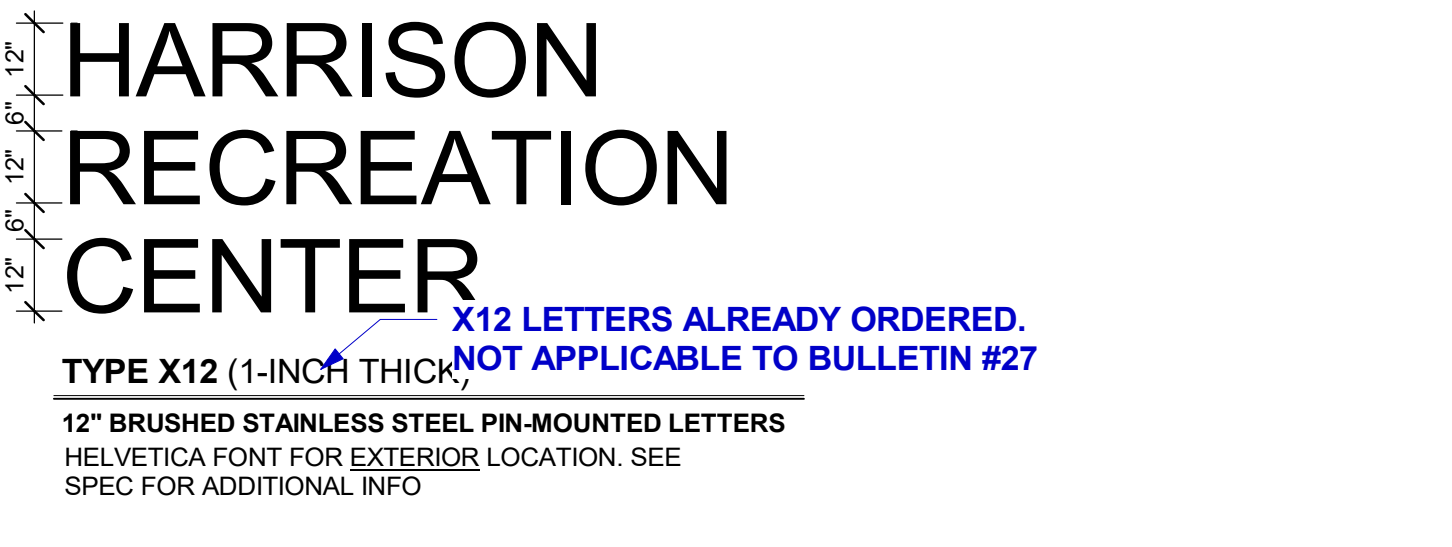 12"
HARRISON
6"
12"
RECREATION
6"
12"
CENTER
X12 LETTERS ALREADY ORDERED.
NOT APPLICABLE TO BULLETIN #27
TYPE X12 (1-INCH THICK)
12" BRUSHED STAINLESS STEEL PIN-MOUNTED LETTERS
HELVETICA FONT FOR EXTERIOR LOCATION. SEE
SPEC FOR ADDITIONAL INFO